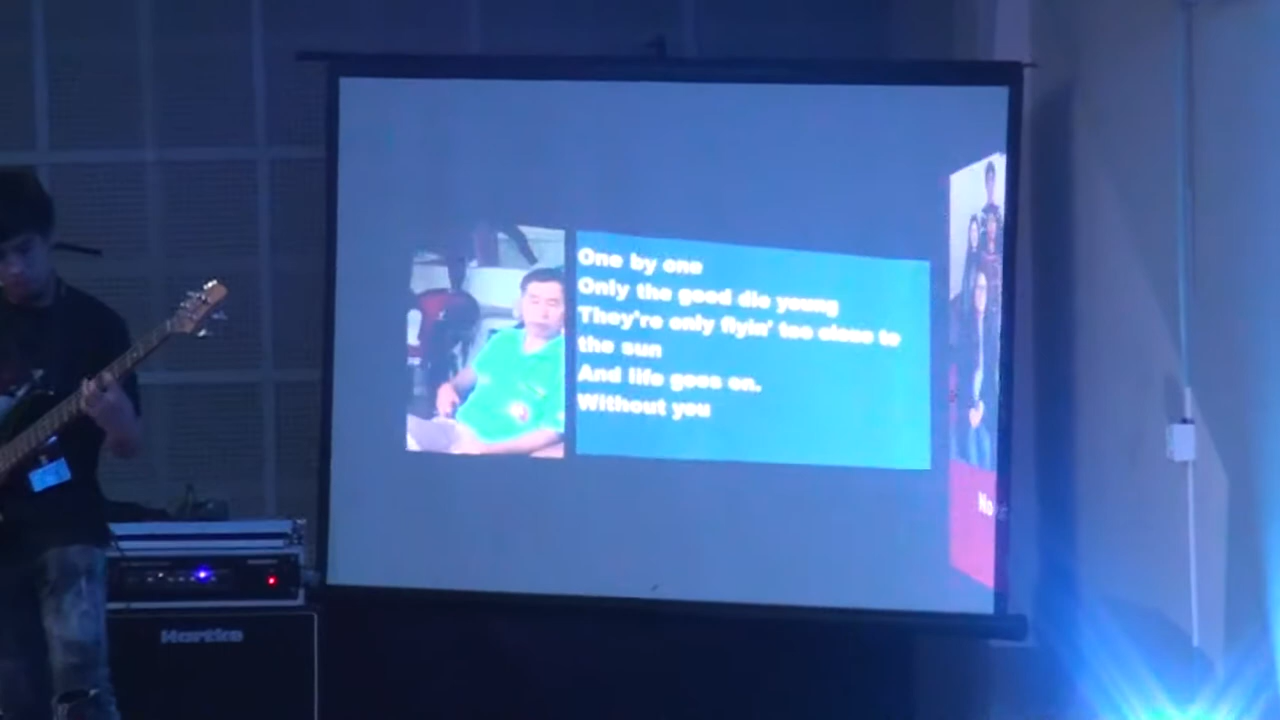 One by one
Only the good die young
They're only flyin' too close to
the sun
And life goes on.
Without you
No
Hartke